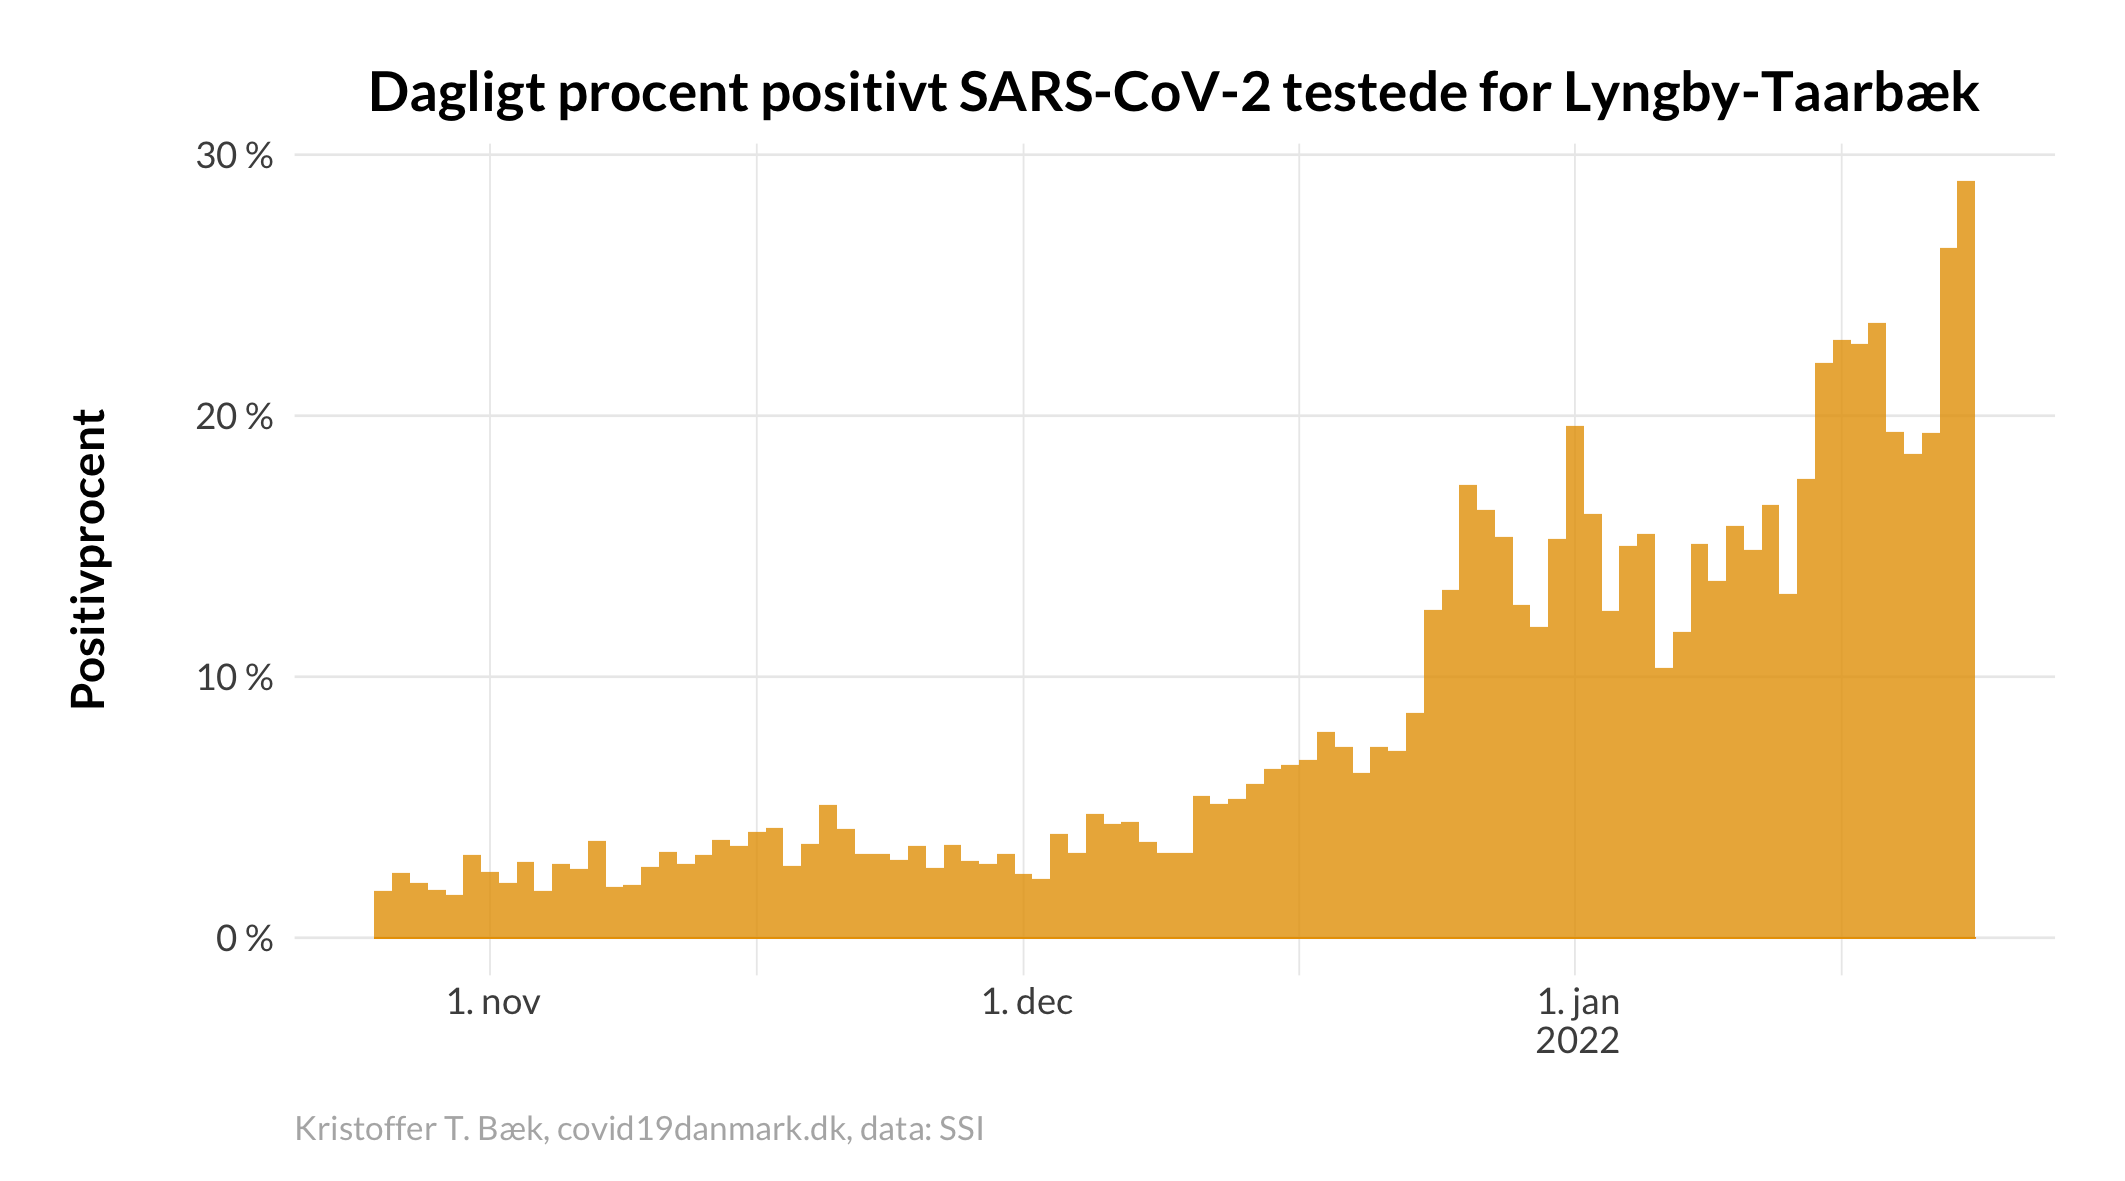 Dagligt procent positivt SARS-CoV-2 testede for Lyngby-Taarbæk
30 %
20 %
10 %
0 %
Positivprocent
1. nov
1. dec
1. jan
2022
Kristoffer T. Bæk, covid19danmark.dk, data: SSI